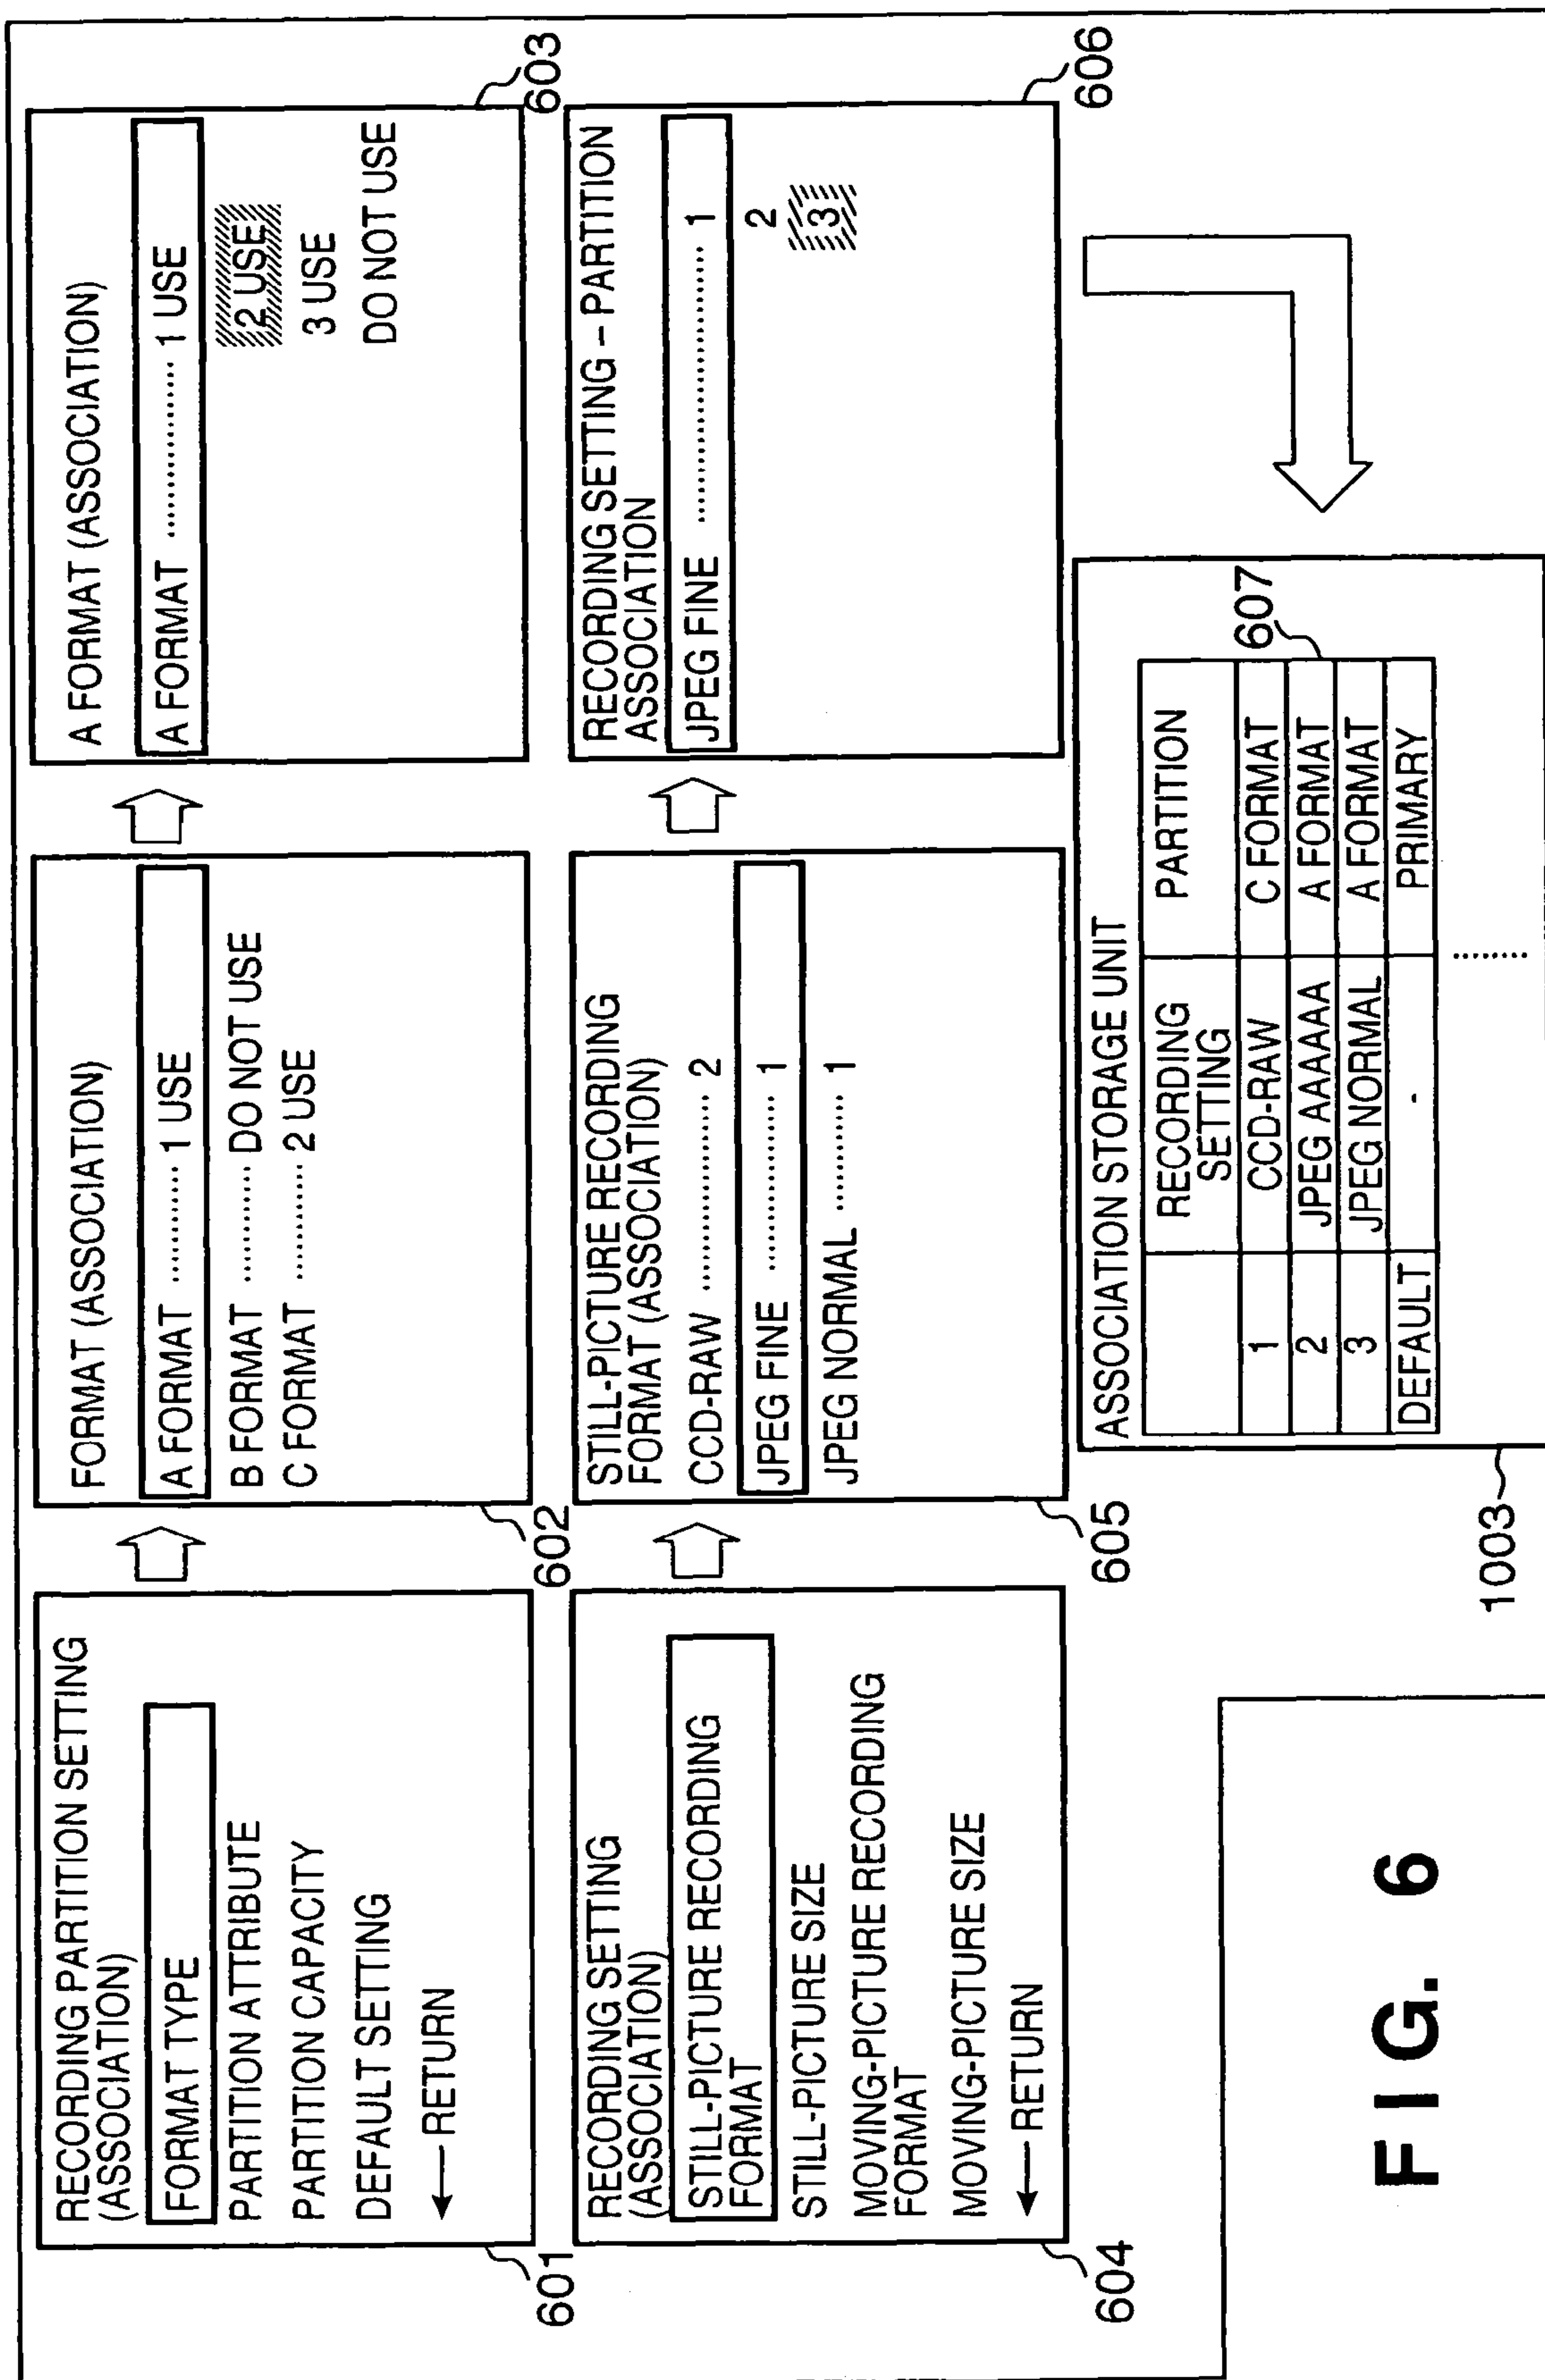 RECORDING PARTITION SETTING
(ASSOCIATION)
FORMAT TYPE
PARTITION ATTRIBUTE
PARTITION CAPACITY
DEFAULT SETTING
← RETURN
601
FORMAT (ASSOCIATION)
A FORMAT ............ 1 USE
B FORMAT ............ DO NOT USE
C FORMAT ............ 2 USE
602
A FORMAT (ASSOCIATION)
A FORMAT ................ 1 USE
2 USE
3 USE
DO NOT USE
603
RECORDING SETTING
(ASSOCIATION)
STILL-PICTURE RECORDING
FORMAT
STILL-PICTURE SIZE
MOVING-PICTURE RECORDING
FORMAT
MOVING-PICTURE SIZE
← RETURN
604
STILL-PICTURE RECORDING
FORMAT (ASSOCIATION)
CCD-RAW .................... 2
JPEG FINE .................. 1
JPEG NORMAL ............ 1
605
RECORDING SETTING – PARTITION
ASSOCIATION
JPEG FINE ............................ 1
2
3
606
ASSOCIATION STORAGE UNIT
607
RECORDING
SETTING PARTITION
1 CCD-RAW C FORMAT
2 JPEG AAAAAA A FORMAT
3 JPEG NORMAL A FORMAT
DEFAULT - PRIMARY
........
1003
FIG. 6